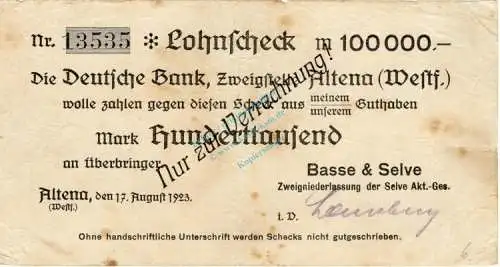 Nr. 13535 * Lohnscheck M 100000.-
Die Deutsche Bank, Zweigstelle Altena (Westf.)
wolle zahlen gegen diesen Scheck aus meinem unserem Guthaben
Mark Hunderttausend
an Überbringer
Nur zur Verrechnung!
Basse & Selve
Zweigniederlassung der Selve Akt.-Ges.
Altena, den 17. August 1923.
(Westf.)
i. V.
Ohne handschriftliche Unterschrift werden Schecks nicht gutgeschrieben.
6